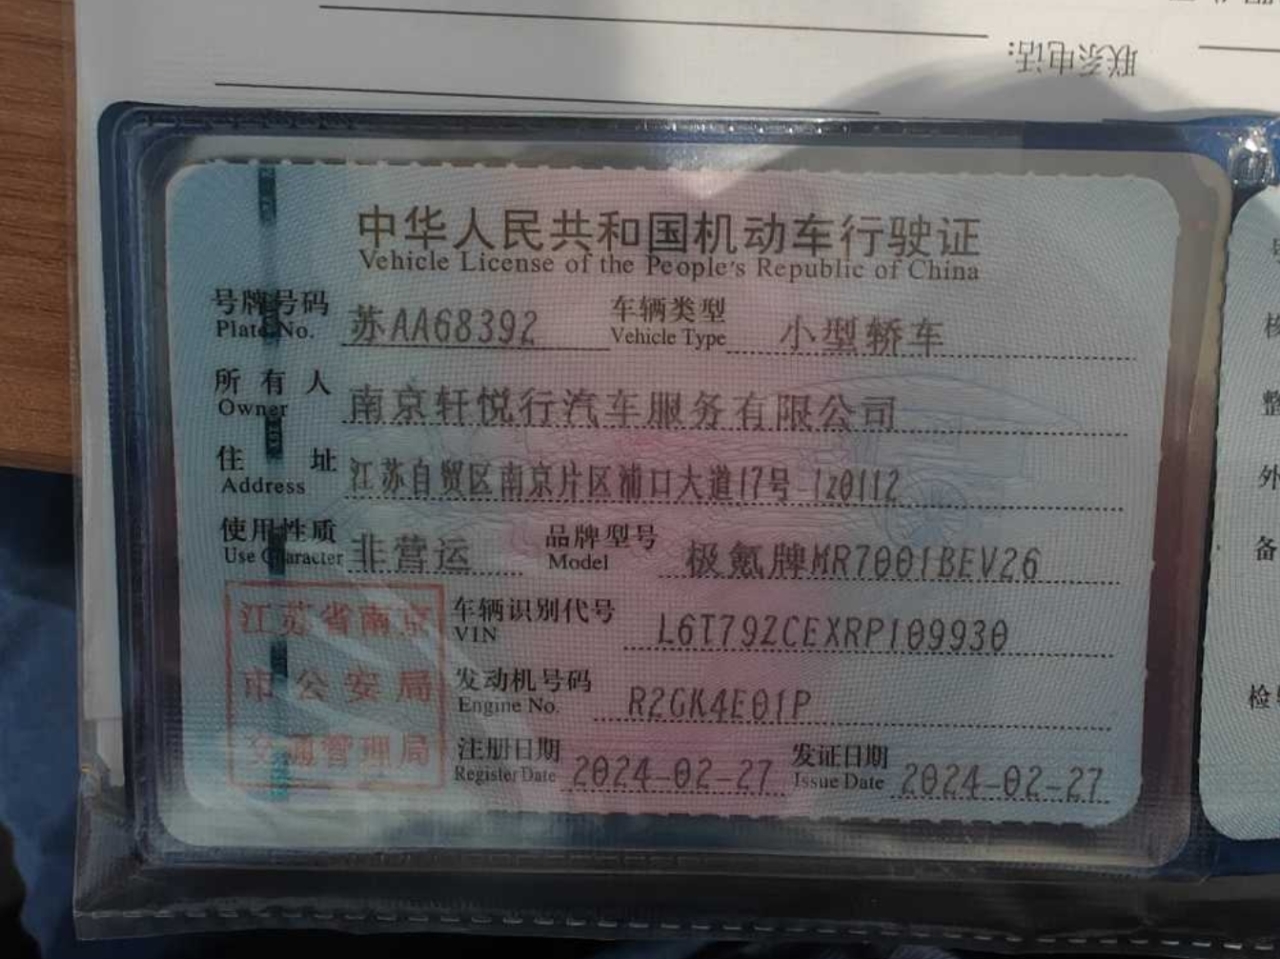 联系电话:
中华人民共和国机动车行驶证
Vehicle License of the People's Republic of China
号牌号码 苏AA68392 车辆类型 小型轿车
Plate No. Vehicle Type
所有人 南京轩悦行汽车服务有限公司
Owner
住址 江苏自贸区南京片区浦口大道17号-1z0112
Address
使用性质 非营运 品牌型号 极氪牌MR7001BEV26
Use Character Model
江苏省南京
市公安局
交通管理局
车辆识别代号 L6T79ZCEXRP109930
VIN
发动机号码 R2GK4E01P
Engine No.
注册日期 2024-02-27 发证日期 2024-02-27
Register Date Issue Date
整
外
备
检